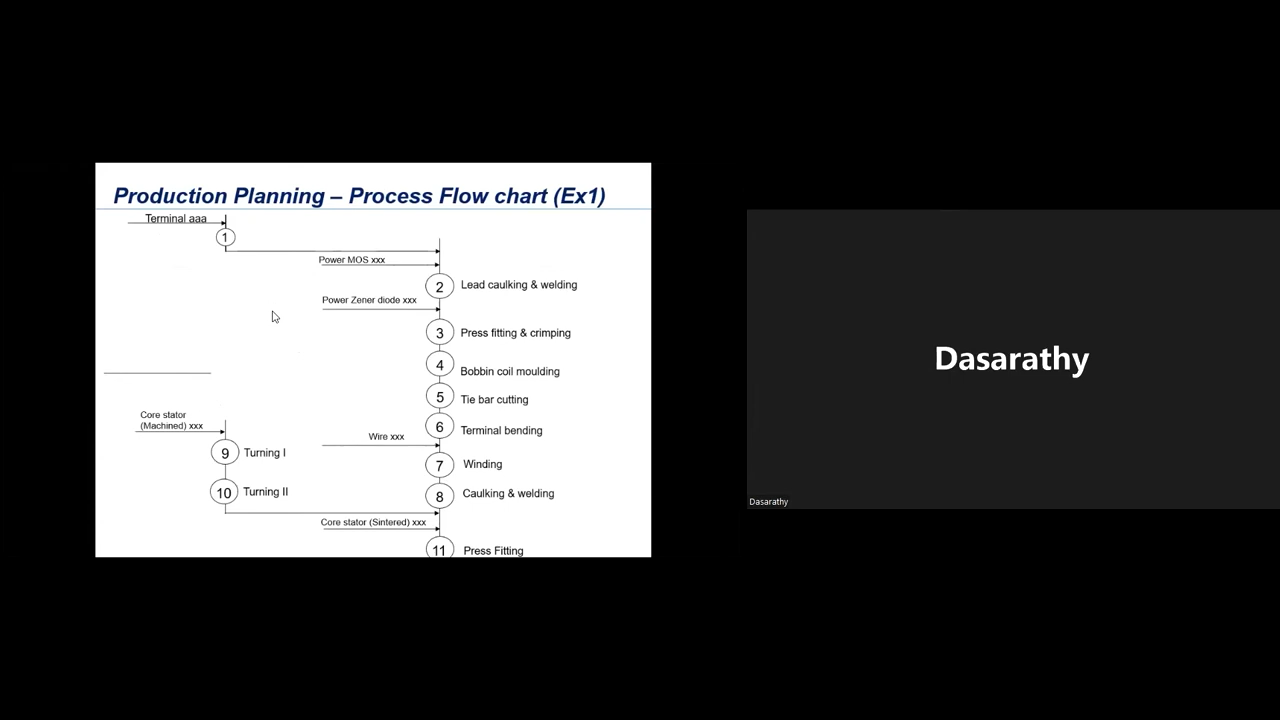 Production Planning – Process Flow chart (Ex1)
Terminal aaa
1
Power MOS xxx
2
Lead caulking & welding
Power Zener diode xxx
3
Press fitting & crimping
4
Bobbin coil moulding
5
Tie bar cutting
Core stator
(Machined) xxx
6
Terminal bending
Wire xxx
9
Turning I
7
Winding
10
Turning II
8
Caulking & welding
Core stator (Sintered) xxx
11
Press Fitting
Dasarathy
Dasarathy